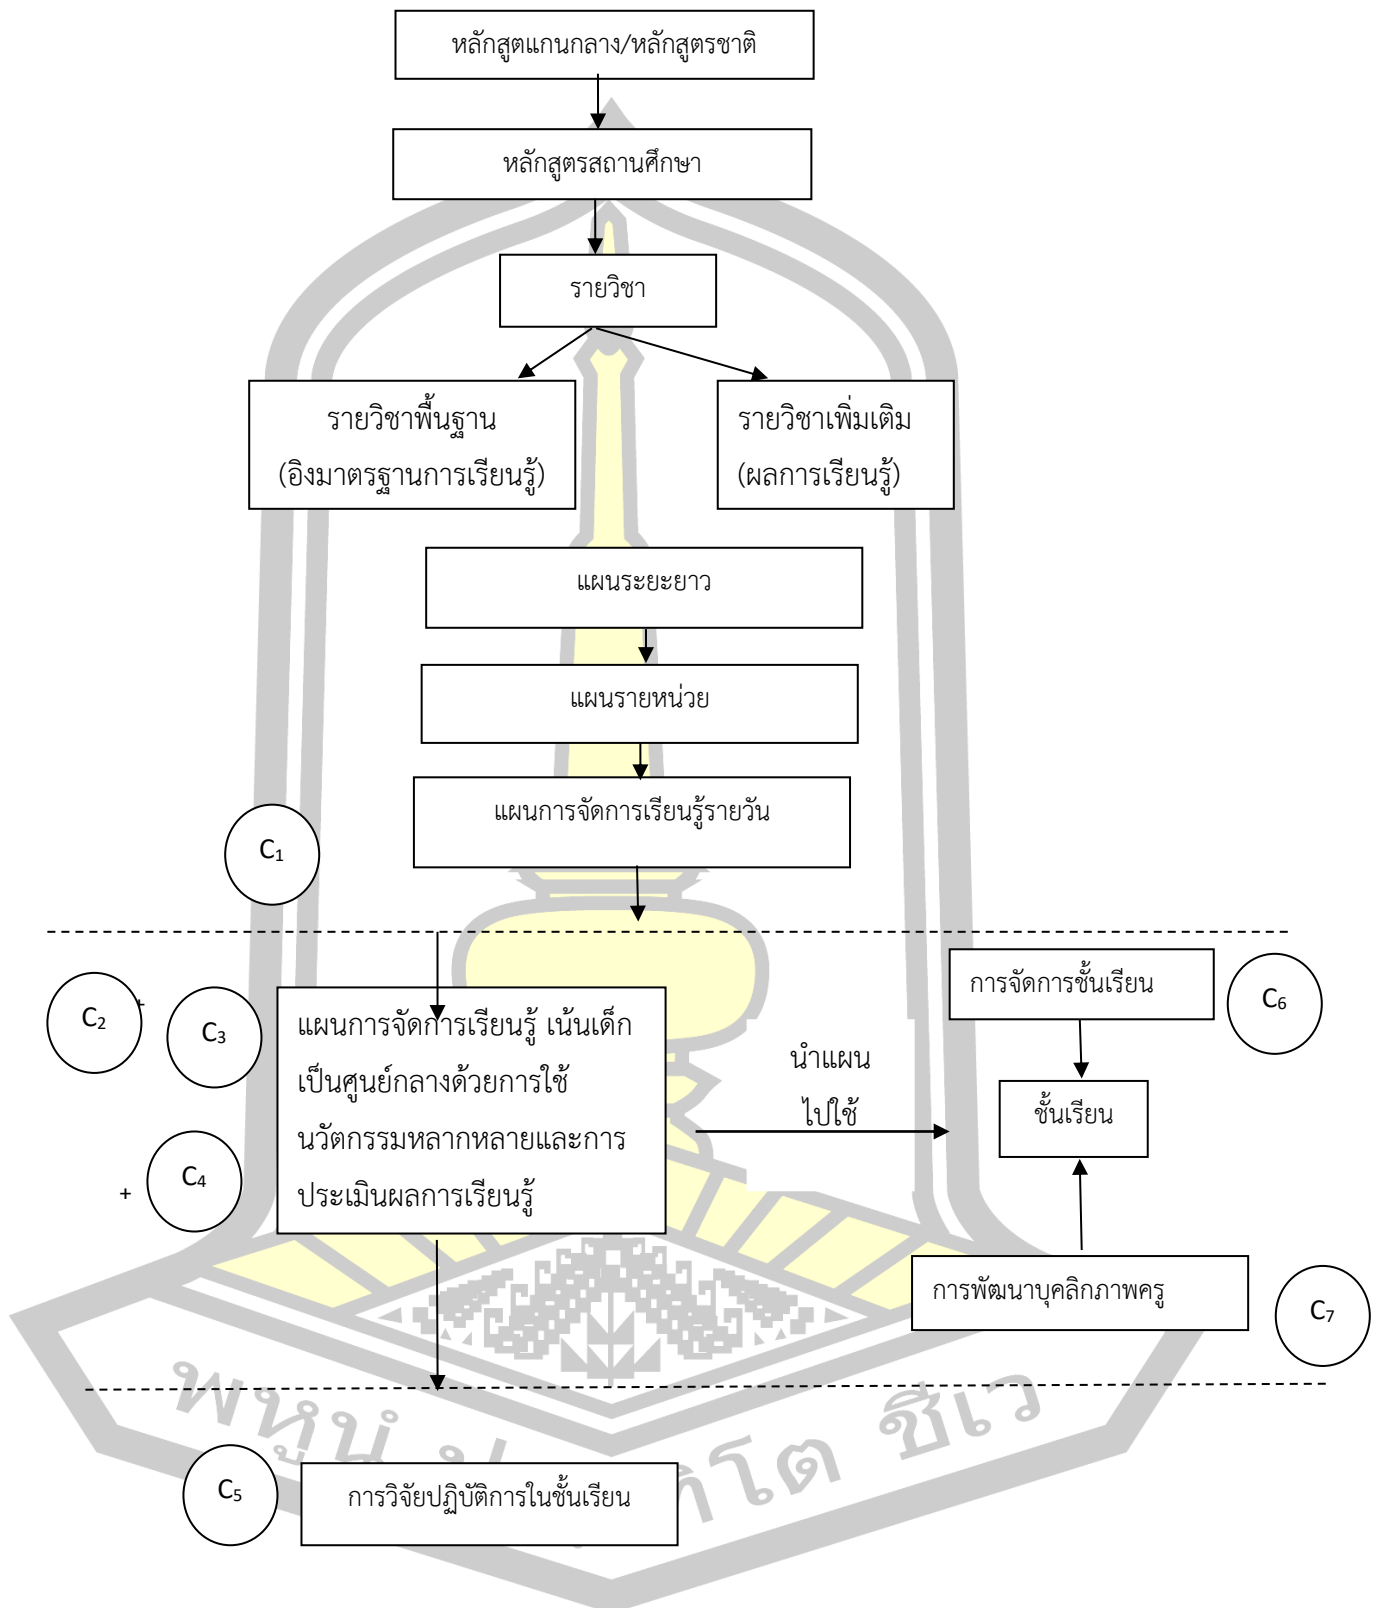 หลักสูตแกนกลาง/หลักสูตรชาติ
หลักสูตรสถานศึกษา
รายวิชา
รายวิชาพื้นฐาน
(อิงมาตรฐานการเรียนรู้)
รายวิชาเพิ่มเติม
(ผลการเรียนรู้)
แผนระยะยาว
แผนรายหน่วย
แผนการจัดการเรียนรู้รายวัน
C1
C2
+
C3
+
C4
แผนการจัดการเรียนรู้ เน้นเด็ก
เป็นศูนย์กลางด้วยการใช้
นวัตกรรมหลากหลายและการ
ประเมินผลการเรียนรู้
นำแผน
ไปใช้
การจัดการชั้นเรียน
C6
ชั้นเรียน
การพัฒนาบุคลิกภาพครู
C7
C5
การวิจัยปฏิบัติการในชั้นเรียน
พหูนํ
ชีเว